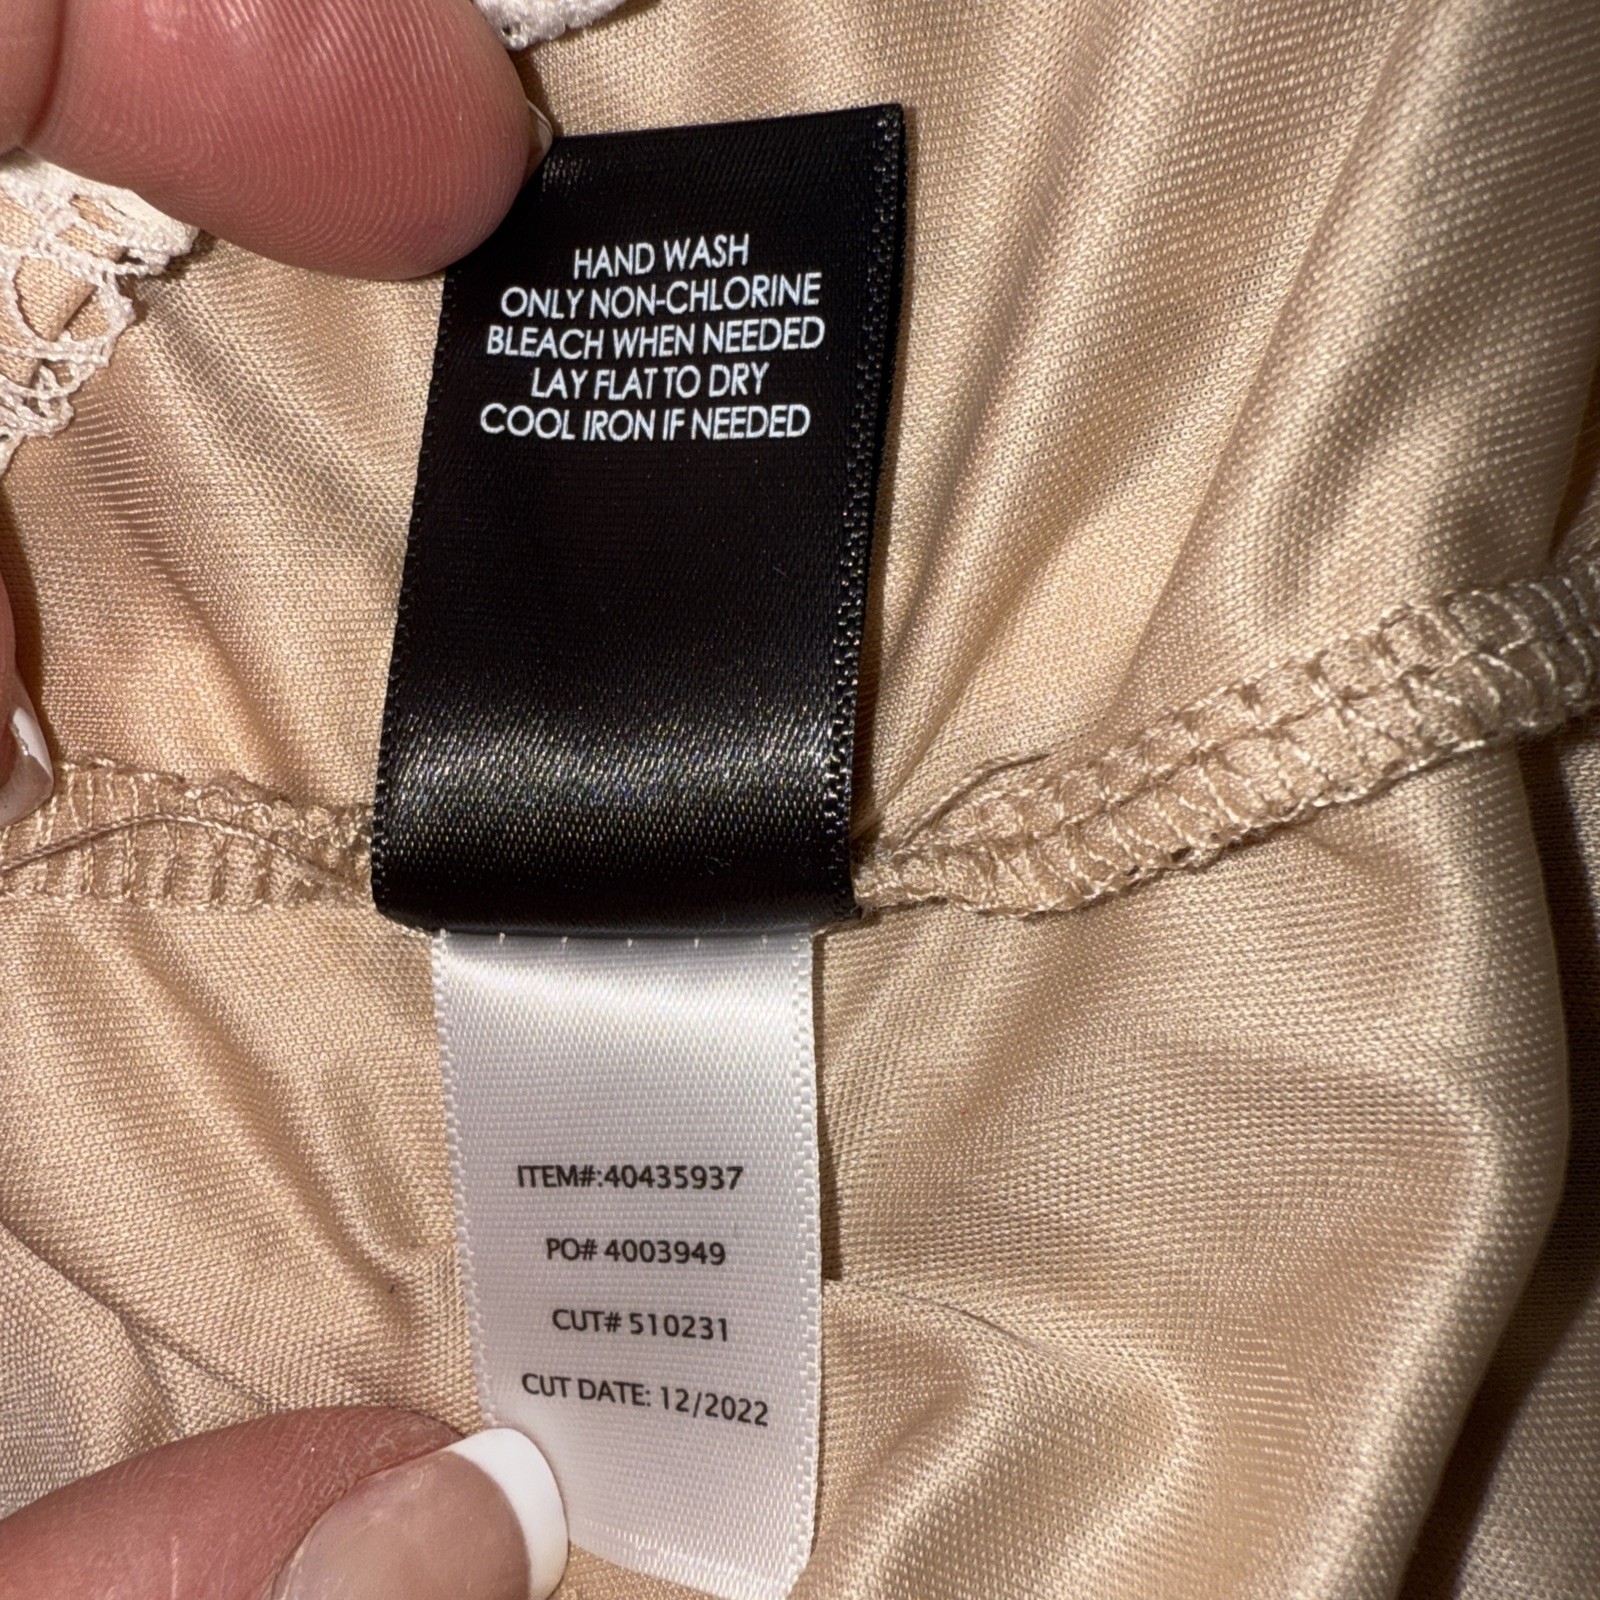 HAND WASH
ONLY NON-CHLORINE
BLEACH WHEN NEEDED
LAY FLAT TO DRY
COOL IRON IF NEEDED
ITEM#:40435937
PO# 4003949
CUT# 510231
CUT DATE: 12/2022